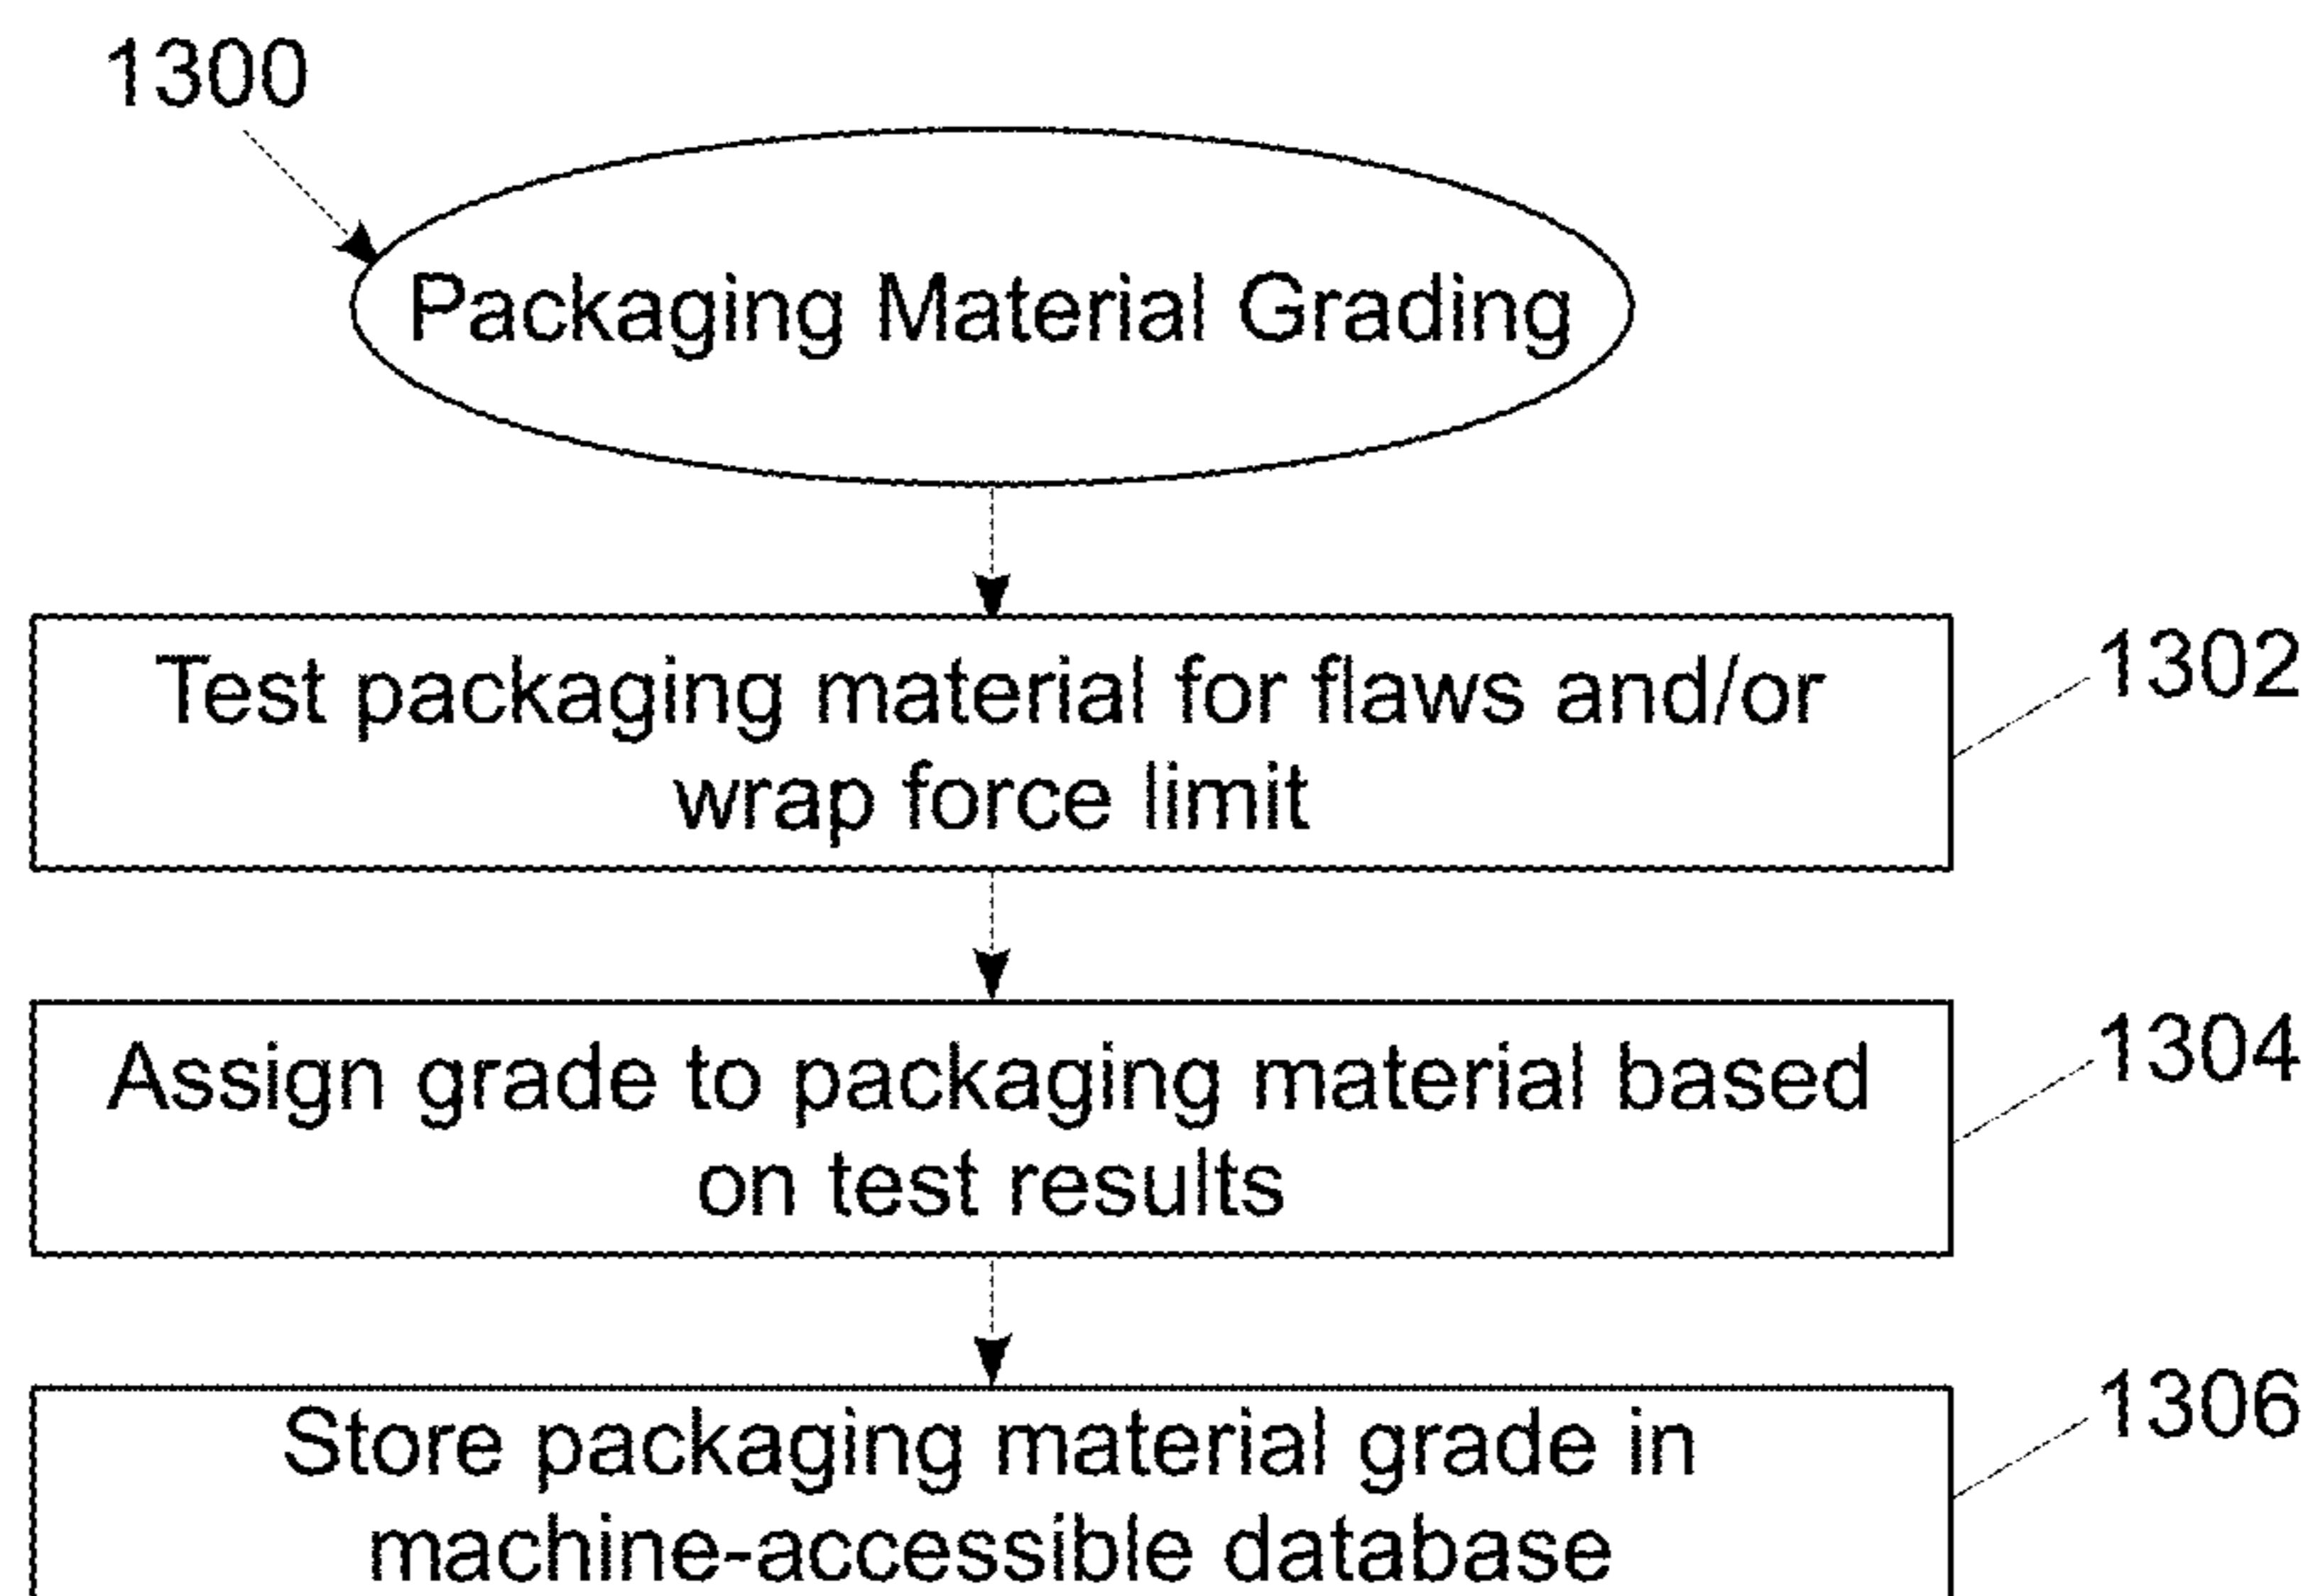 1300
Packaging Material Grading
Test packaging material for flaws and/or
wrap force limit
1302
Assign grade to packaging material based
on test results
1304
Store packaging material grade in
machine-accessible database
1306